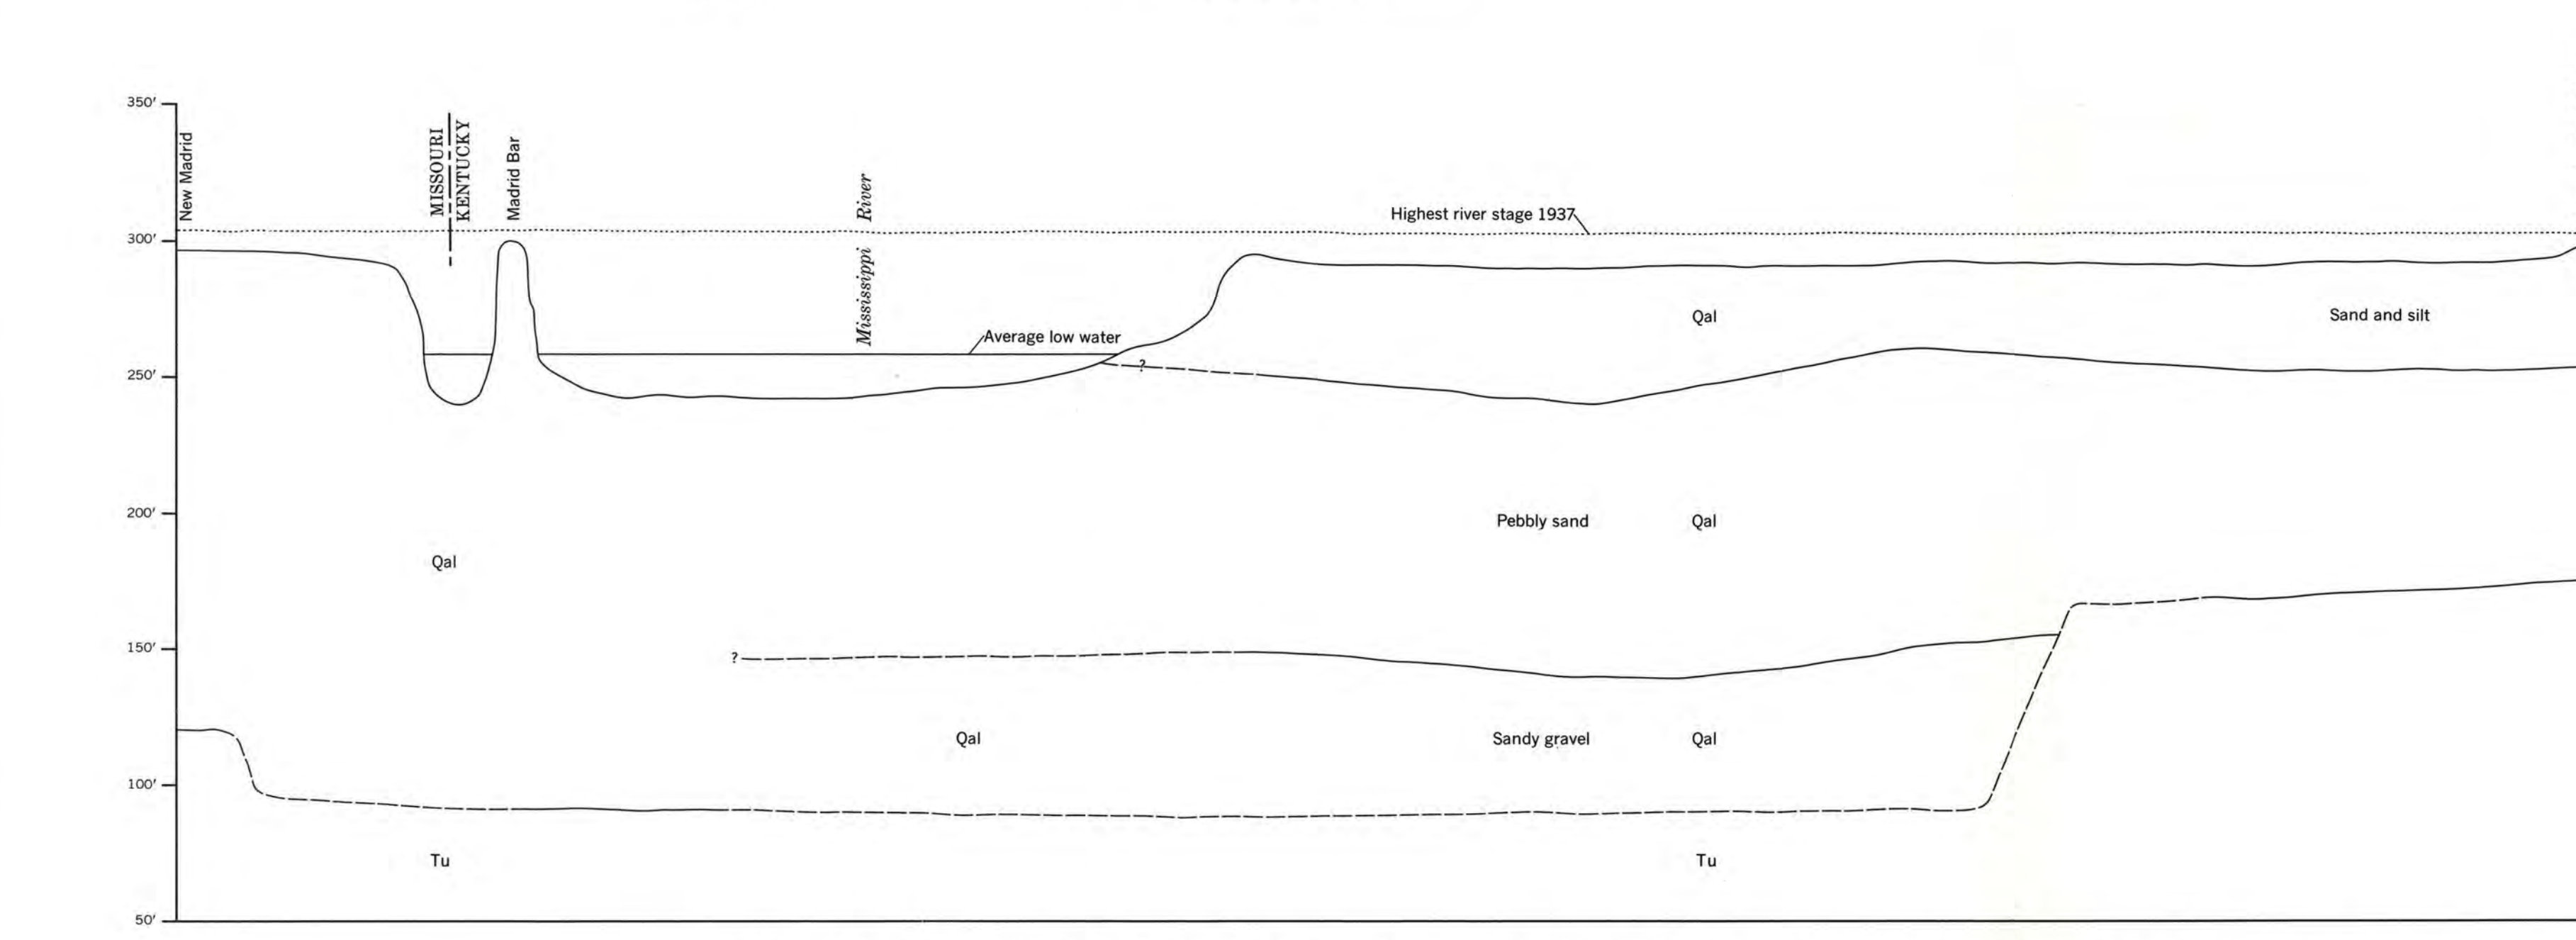 350′
New Madrid
MISSOURI
KENTUCKY
Madrid Bar
Mississippi River
Highest river stage 1937
300′
Qal
Sand and silt
Average low water
?
250′
200′
Pebbly sand
Qal
Qal
150′
?
Qal
Sandy gravel
Qal
100′
Tu
Tu
50′